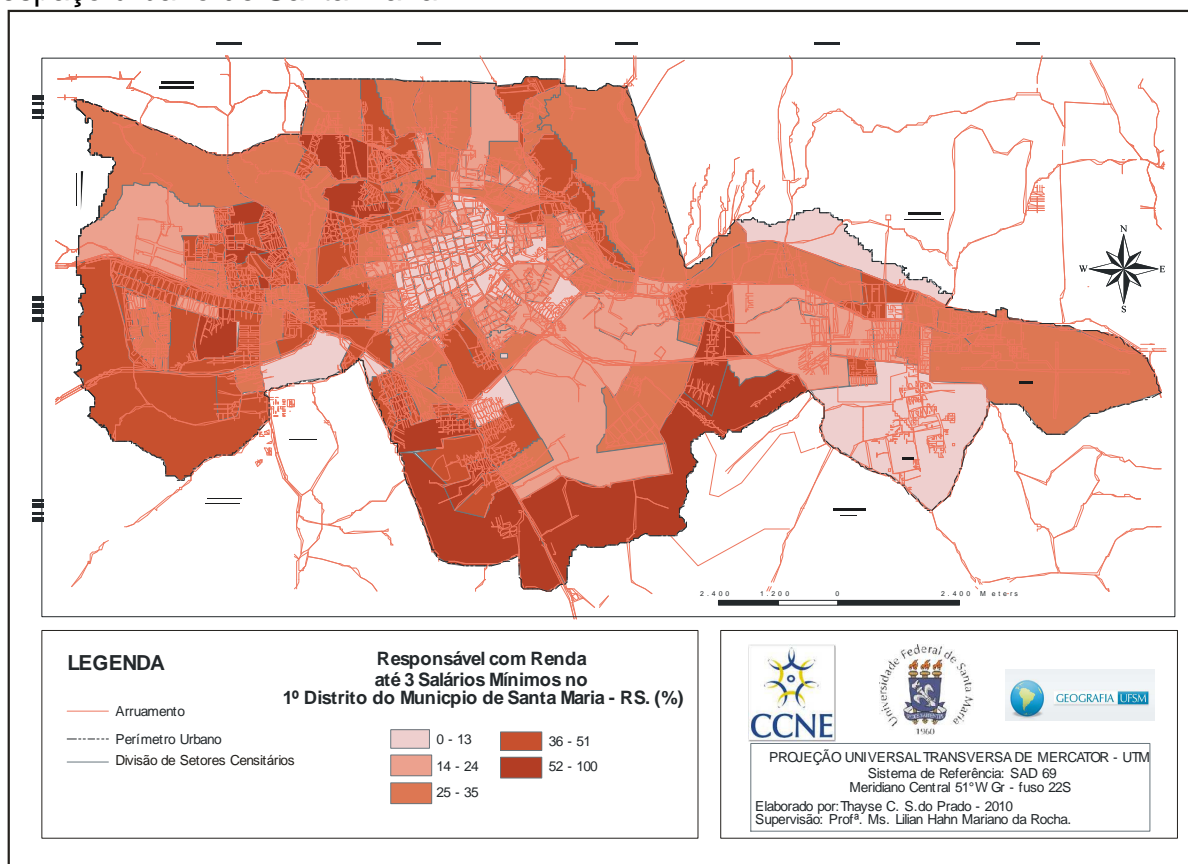 N
W E
S
2.400 1.200 0 2.400 Meters
LEGENDA
Arruamento
Perímetro Urbano
Divisão de Setores Censitários
Responsável com Renda
até 3 Salários Mínimos no
1º Distrito do Municpio de Santa Maria - RS. (%)
0 - 13
14 - 24
25 - 35
36 - 51
52 - 100
CCNE
Universidade Federal de Santa Maria
1960
GEOGRAFIA UFSM
PROJEÇÃO UNIVERSAL TRANSVERSA DE MERCATOR - UTM
Sistema de Referência: SAD 69
Meridiano Central 51°W Gr - fuso 22S
Elaborado por: Thayse C. S.do Prado - 2010
Supervisão: Profª. Ms. Lilian Hahn Mariano da Rocha.